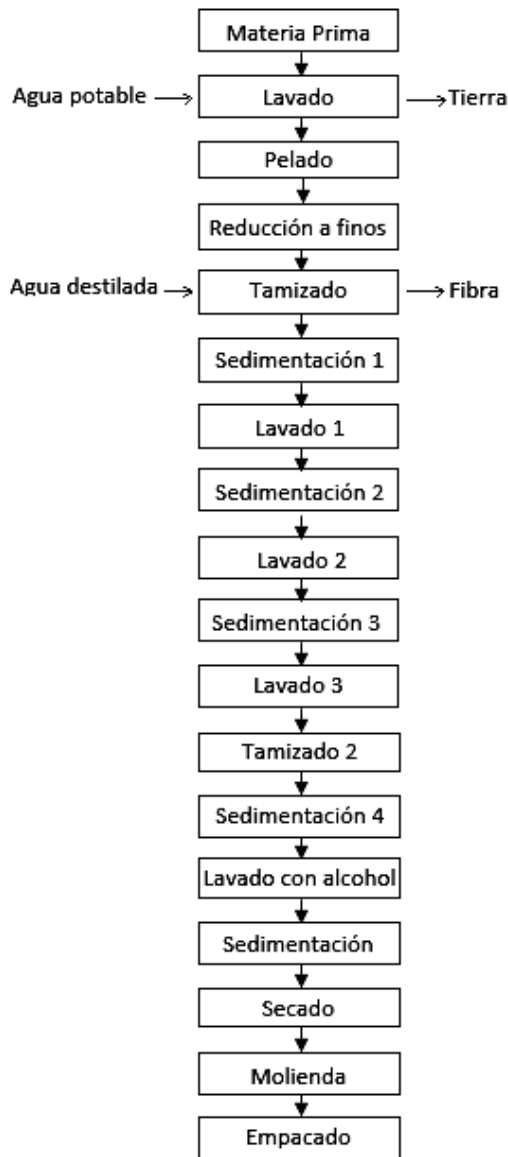 Materia Prima
Agua potable
Lavado
Tierra
Pelado
Reducción a finos
Agua destilada
Tamizado
Fibra
Sedimentación 1
Lavado 1
Sedimentación 2
Lavado 2
Sedimentación 3
Lavado 3
Tamizado 2
Sedimentación 4
Lavado con alcohol
Sedimentación
Secado
Molienda
Empacado